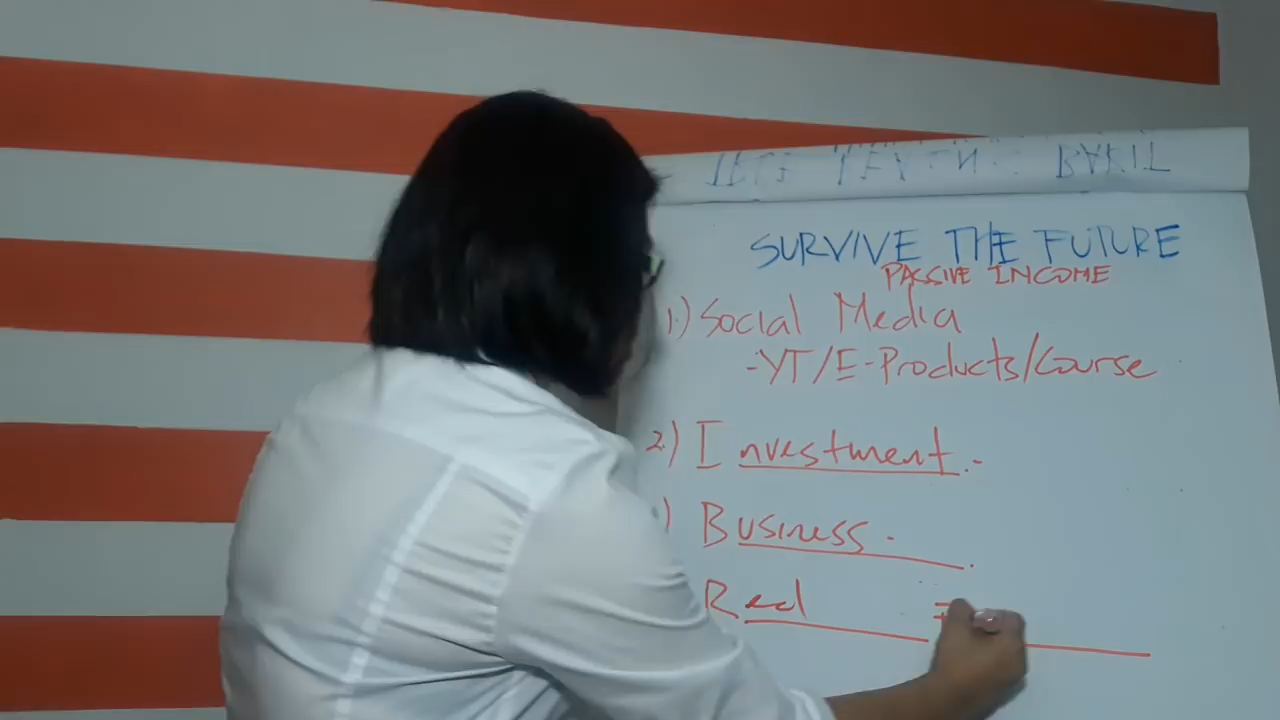 SURVIVE THE FUTURE
PASSIVE INCOME
1.) Social Media
-YT/E-Products/Course
2.) Investment.-
) Business.
Real E